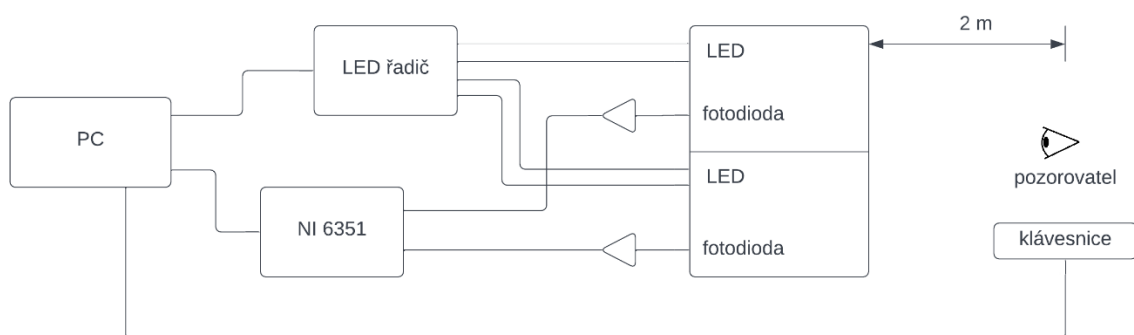 2 m
LED řadič
LED
PC
fotodioda
pozorovatel
LED
NI 6351
klávesnice
fotodioda